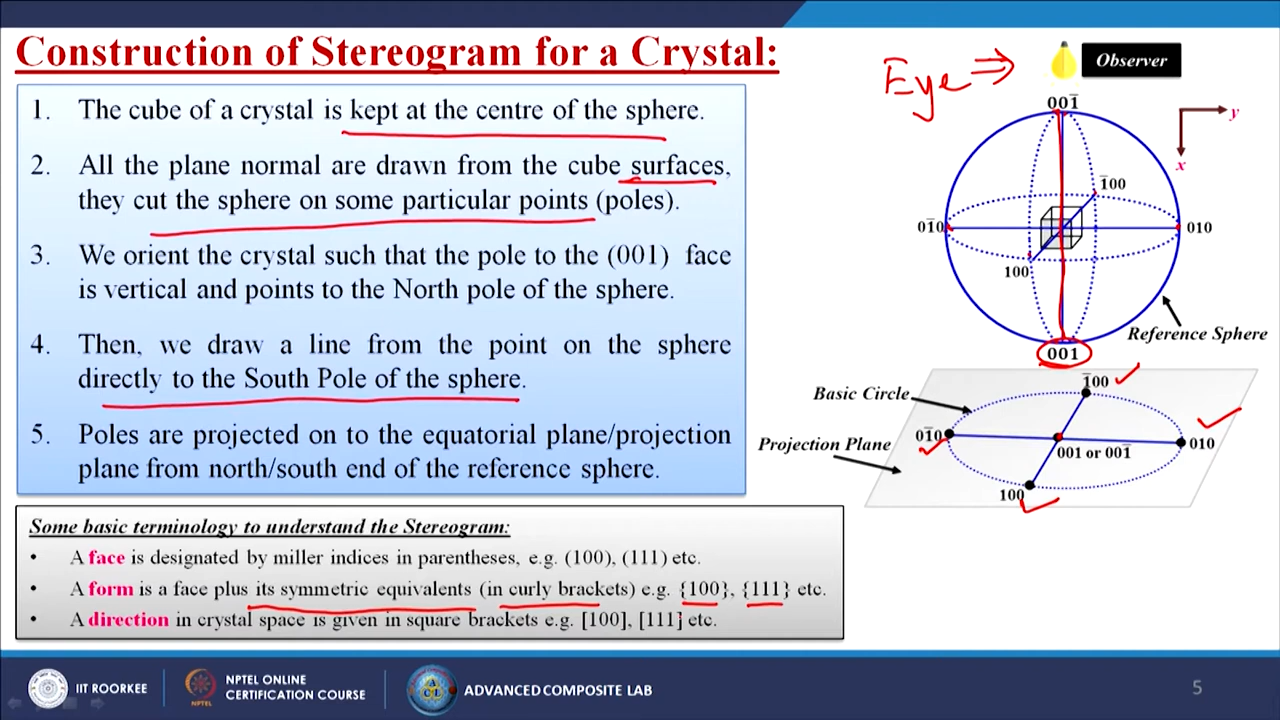 Construction of Stereogram for a Crystal:
1. The cube of a crystal is kept at the centre of the sphere.
2. All the plane normal are drawn from the cube surfaces,
they cut the sphere on some particular points (poles).
3. We orient the crystal such that the pole to the (001) face
is vertical and points to the North pole of the sphere.
4. Then, we draw a line from the point on the sphere
directly to the South Pole of the sphere.
5. Poles are projected on to the equatorial plane/projection
plane from north/south end of the reference sphere.
Some basic terminology to understand the Stereogram:
• A face is designated by miller indices in parentheses, e.g. (100), (111) etc.
• A form is a face plus its symmetric equivalents (in curly brackets) e.g. {100}, {111} etc.
• A direction in crystal space is given in square brackets e.g. [100], [111] etc.
Eye ⇒
Observer
001̄
y
x
1̄00
01̄0
010
100
Reference Sphere
001
1̄00
Basic Circle
01̄0
010
Projection Plane
001 or 001̄
100
IIT ROORKEE
NPTEL
NPTEL ONLINE
CERTIFICATION COURSE
ADVANCED COMPOSITE LAB
5